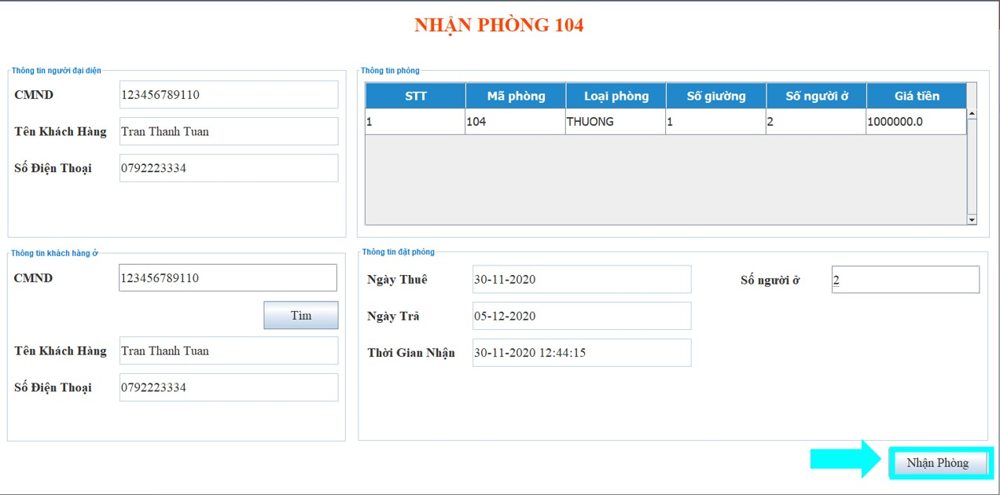 NHẬN PHÒNG 104
Thông tin người đại diện
CMND 123456789110
Tên Khách Hàng Tran Thanh Tuan
Số Điện Thoại 0792223334
Thông tin phòng
STT Mã phòng Loại phòng Số giường Số người ở Giá tiền
1 104 THUONG 1 2 1000000.0
Thông tin khách hàng ở
CMND 123456789110
Tìm
Tên Khách Hàng Tran Thanh Tuan
Số Điện Thoại 0792223334
Thông tin đặt phòng
Ngày Thuê 30-11-2020 Số người ở 2
Ngày Trả 05-12-2020
Thời Gian Nhận 30-11-2020 12:44:15
Nhận Phòng